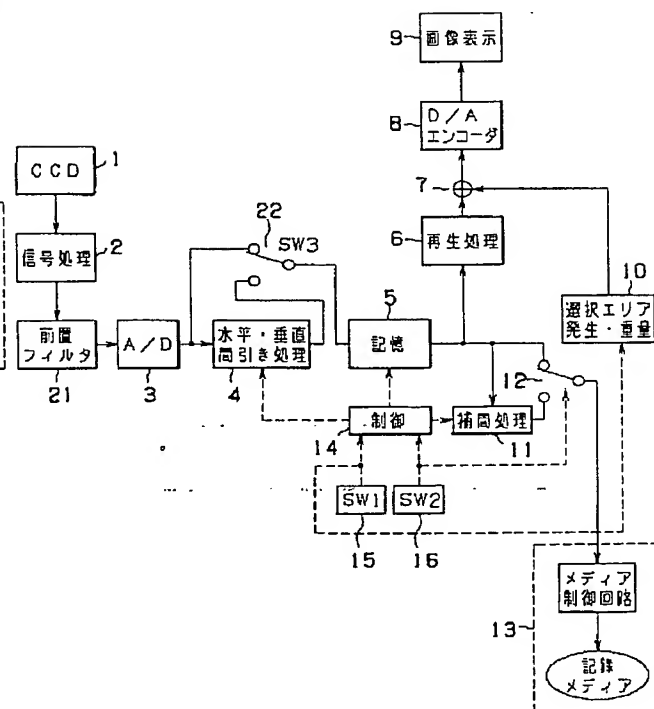 9
画像表示
8
D/A
エンコーダ
7
1
CCD
22
SW3
6
再生処理
2
信号処理
10
選択エリア
発生・重量
5
前置
フィルタ
21
A/D
3
水平・垂直
間引き処理
4
記憶
12
14
制御
補間処理
11
SW1
15
SW2
16
13
メディア
制御回路
記録
メディア